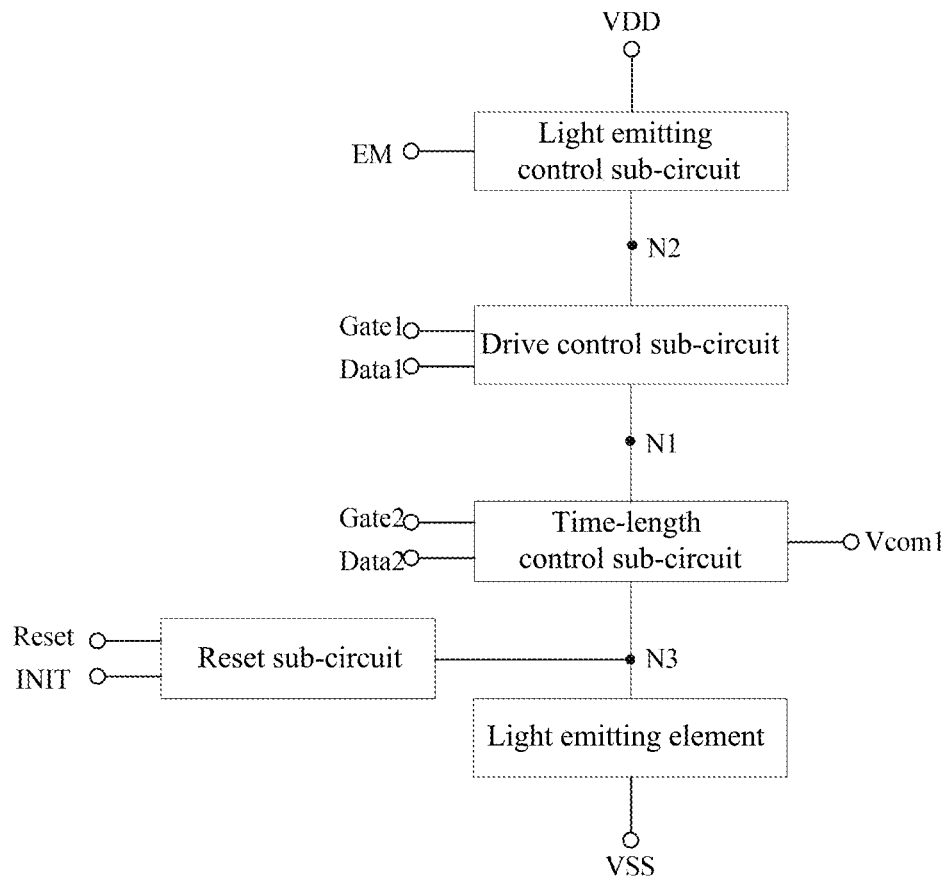 VDD
Light emitting
control sub-circuit
EM
N2
Gate1
Data1
Drive control sub-circuit
N1
Gate2
Data2
Time-length
control sub-circuit
Vcom1
Reset
INIT
Reset sub-circuit
N3
Light emitting element
VSS